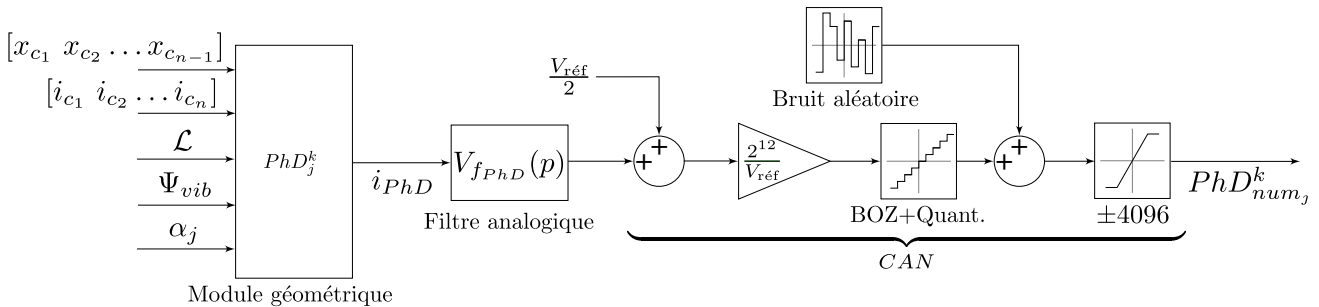 [x_{c_1} x_{c_2} … x_{c_{n-1}}]
[i_{c_1} i_{c_2} … i_{c_n}]
ℒ
Ψ_{vib}
α_j
PhD_j^k
Module géométrique
i_{PhD}
V_{f_{PhD}}(p)
Filtre analogique
V_{réf}/2
+
+
2^{12}/V_{réf}
BOZ+Quant.
Bruit aléatoire
+
+
±4096
CAN
PhD_{num_j}^k